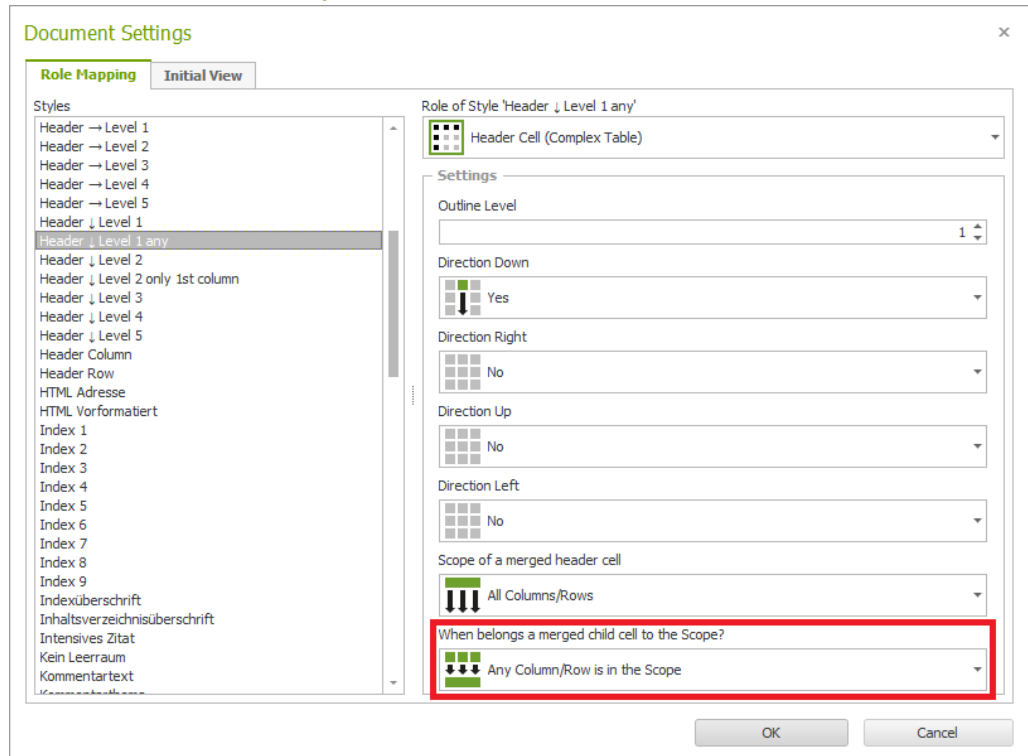 Document Settings
Role Mapping
Initial View
Styles
Header → Level 1
Header → Level 2
Header → Level 3
Header → Level 4
Header → Level 5
Header ↓ Level 1
Header ↓ Level 1 any
Header ↓ Level 2
Header ↓ Level 2 only 1st column
Header ↓ Level 3
Header ↓ Level 4
Header ↓ Level 5
Header Column
Header Row
HTML Adresse
HTML Vorformatiert
Index 1
Index 2
Index 3
Index 4
Index 5
Index 6
Index 7
Index 8
Index 9
Indexüberschrift
Inhaltsverzeichnisüberschrift
Intensives Zitat
Kein Leerraum
Kommentartext
Role of Style 'Header ↓ Level 1 any'
Header Cell (Complex Table)
Settings
Outline Level
1
Direction Down
Yes
Direction Right
No
Direction Up
No
Direction Left
No
Scope of a merged header cell
All Columns/Rows
When belongs a merged child cell to the Scope?
Any Column/Row is in the Scope
OK
Cancel